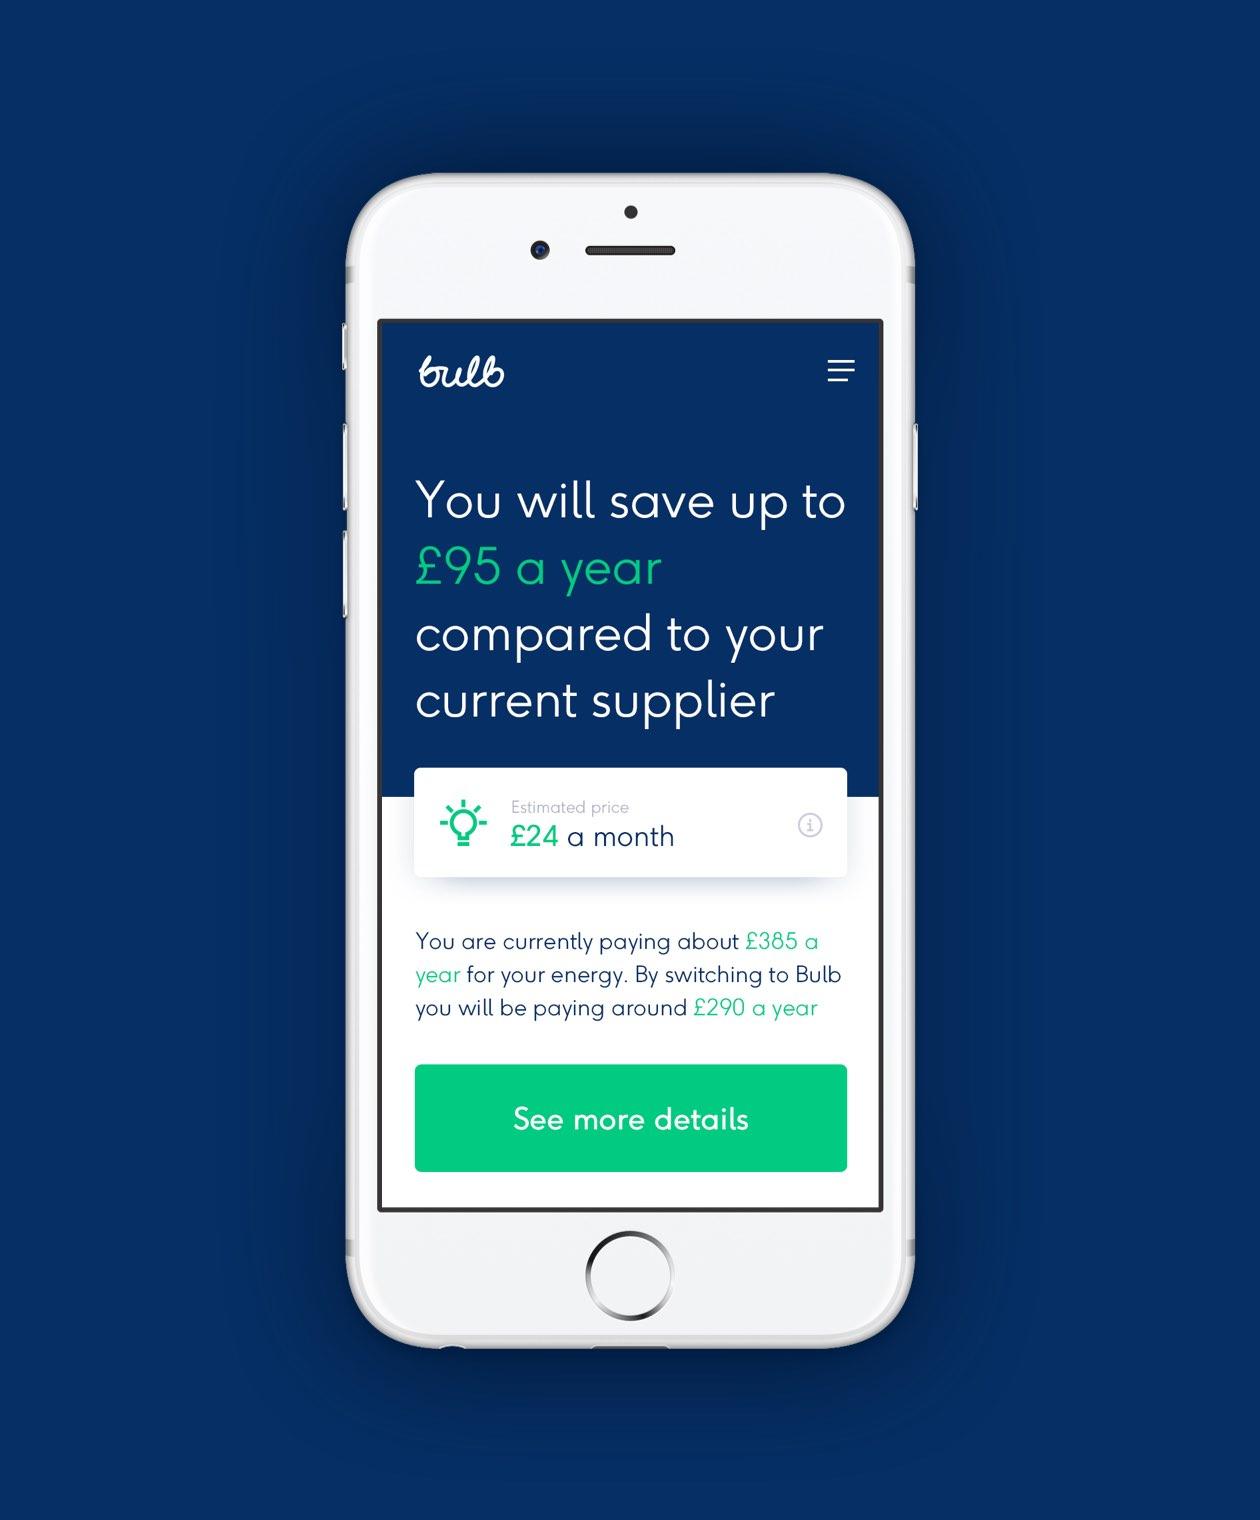 bulb
You will save up to
£95 a year
compared to your
current supplier
Estimated price
£24 a month
You are currently paying about £385 a
year for your energy. By switching to Bulb
you will be paying around £290 a year
See more details